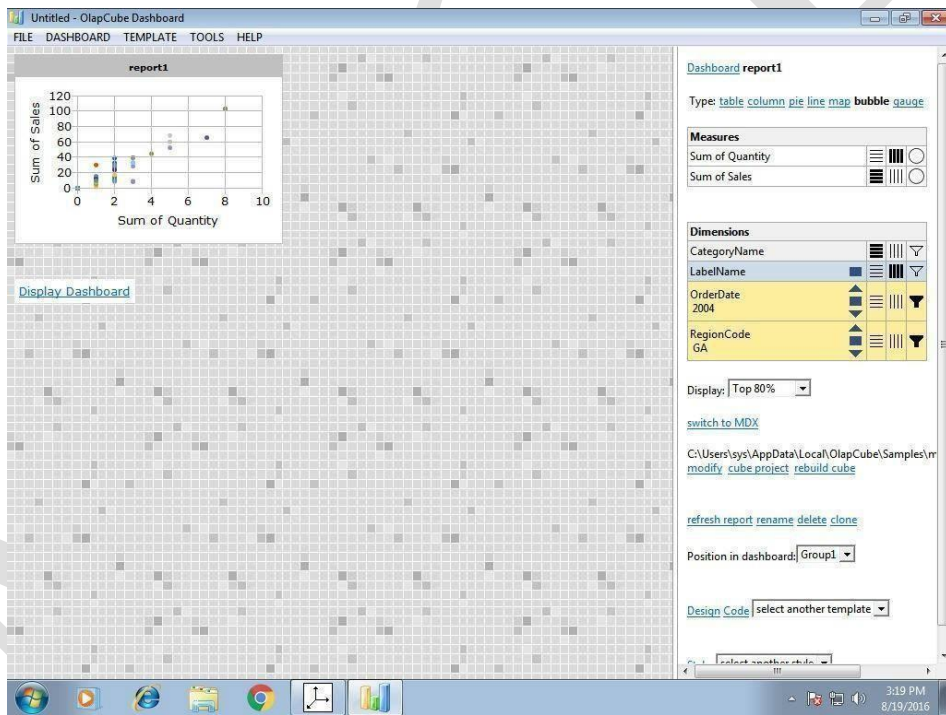 Untitled - OlapCube Dashboard
FILE DASHBOARD TEMPLATE TOOLS HELP
report1
120
100
80
60
40
20
0
Sum of Sales
0 2 4 6 8 10
Sum of Quantity
Display Dashboard
Dashboard report1
Type: table column pie line map bubble gauge
Measures
Sum of Quantity
Sum of Sales
Dimensions
CategoryName
LabelName
OrderDate
2004
RegionCode
GA
Display: Top 80%
switch to MDX
C:\Users\sys\AppData\Local\OlapCube\Samples\m
modify cube project rebuild cube
refresh report rename delete clone
Position in dashboard: Group1
Design Code select another template
select another style
3:19 PM
8/19/2016